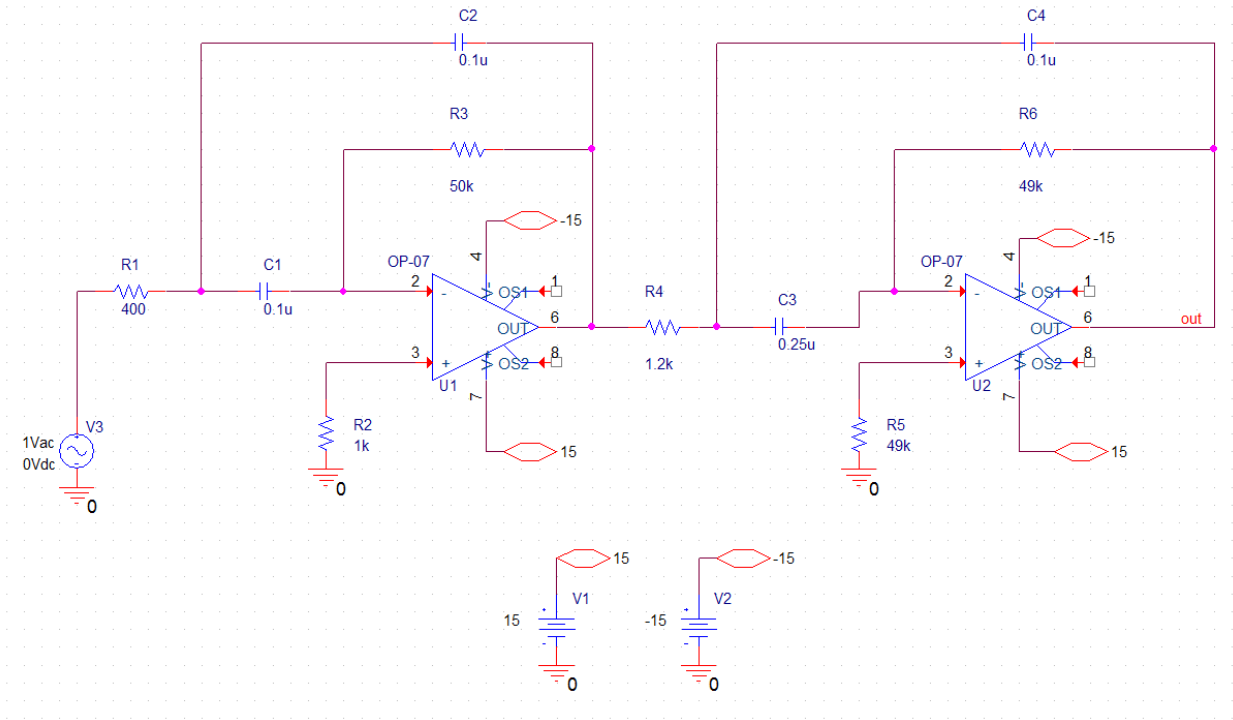 C2
0.1u
C4
0.1u
R3
50k
R6
49k
-15
-15
R1
400
C1
0.1u
OP-07
2
-
4
V-
OS1
1
OUT
6
3
+
V+
OS2
8
U1
7
R4
1.2k
C3
0.25u
OP-07
2
-
4
V-
OS1
1
OUT
6
out
3
+
V+
OS2
8
U2
7
R2
1k
0
15
R5
49k
0
15
V3
1Vac
0Vdc
+
-
0
15
-15
V1
15
+
-
0
V2
-15
+
-
0